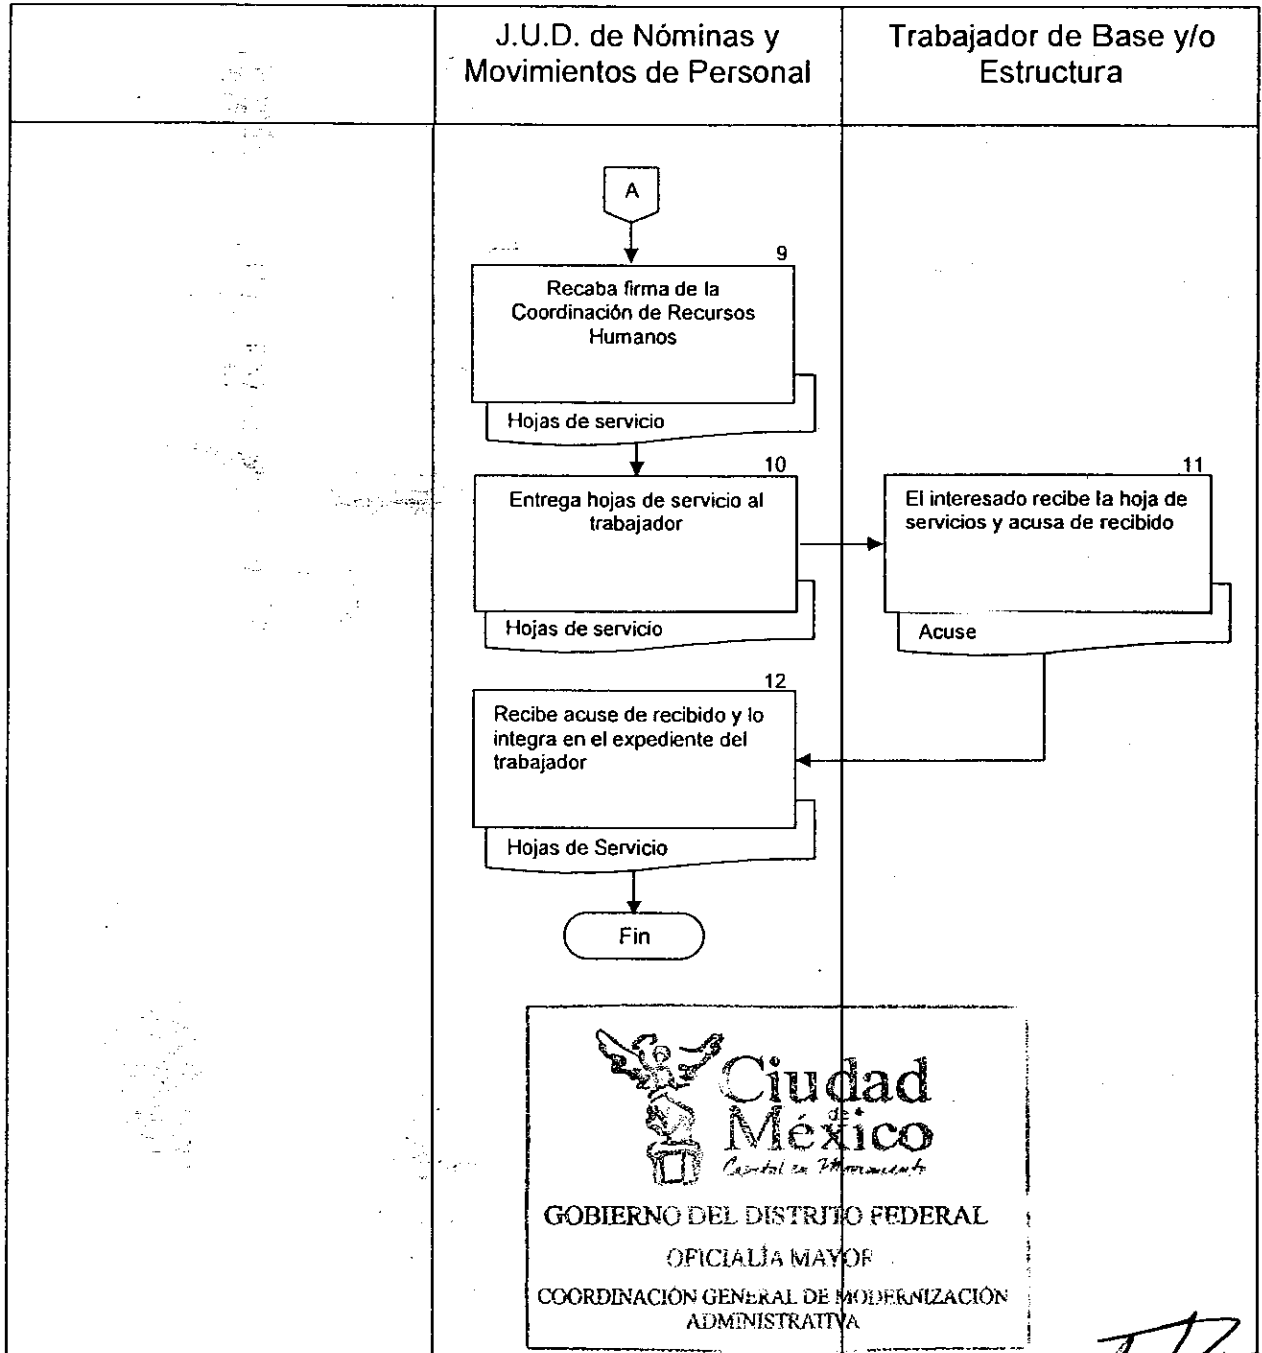 J.U.D. de Nóminas y
Movimientos de Personal
Trabajador de Base y/o
Estructura
A
9
Recaba firma de la
Coordinación de Recursos
Humanos
Hojas de servicio
10
Entrega hojas de servicio al
trabajador
Hojas de servicio
11
El interesado recibe la hoja de
servicios y acusa de recibido
Acuse
12
Recibe acuse de recibido y lo
integra en el expediente del
trabajador
Hojas de Servicio
Fin
Ciudad
de
México
Capital en Movimiento
GOBIERNO DEL DISTRITO FEDERAL
OFICIALÍA MAYOR
COORDINACIÓN GENERAL DE MODERNIZACIÓN
ADMINISTRATIVA